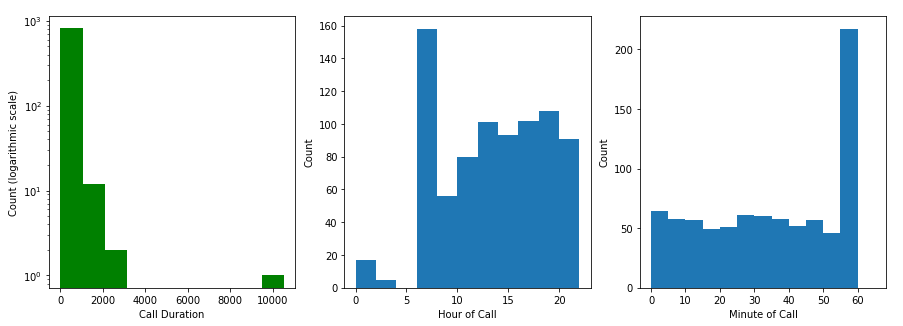 10³
10²
10¹
10⁰
Count (logarithmic scale)
0 2000 4000 6000 8000 10000
Call Duration
160
140
120
100
80
60
40
20
0
Count
0 5 10 15 20
Hour of Call
200
150
100
50
0
Count
0 10 20 30 40 50 60
Minute of Call